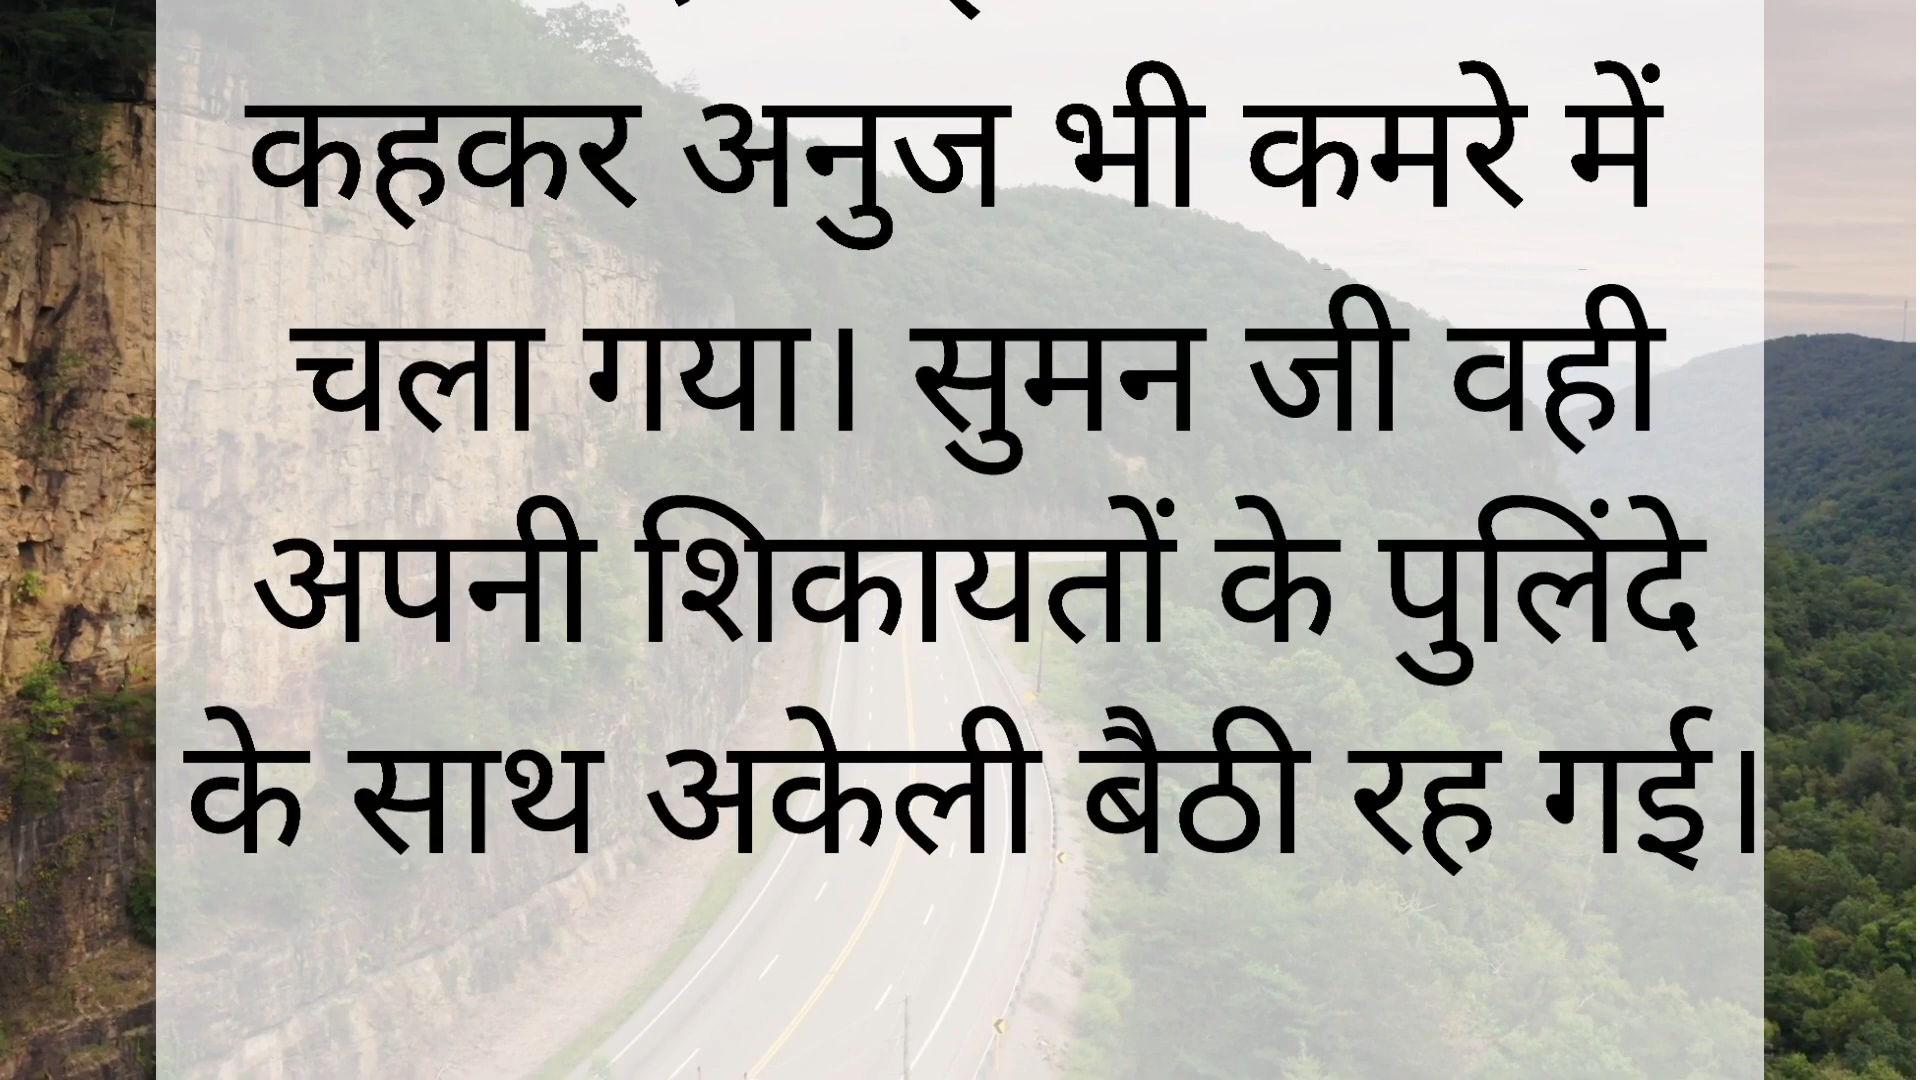 कहकर अनुज भी कमरे में
चला गया। सुमन जी वही
अपनी शिकायतों के पुलिंदे
के साथ अकेली बैठी रह गई।